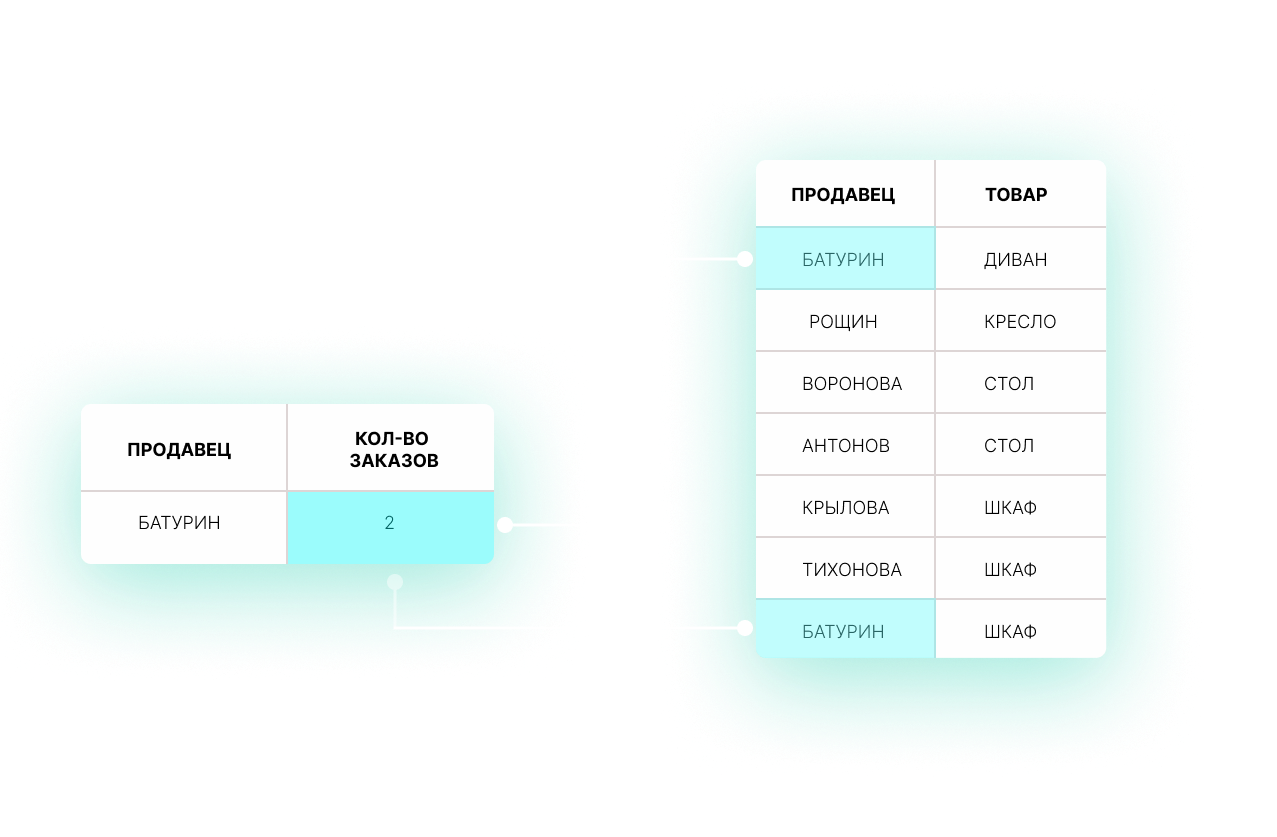 ПРОДАВЕЦ КОЛ-ВО
ЗАКАЗОВ
БАТУРИН 2
ПРОДАВЕЦ ТОВАР
БАТУРИН ДИВАН
РОЩИН КРЕСЛО
ВОРОНОВА СТОЛ
АНТОНОВ СТОЛ
КРЫЛОВА ШКАФ
ТИХОНОВА ШКАФ
БАТУРИН ШКАФ